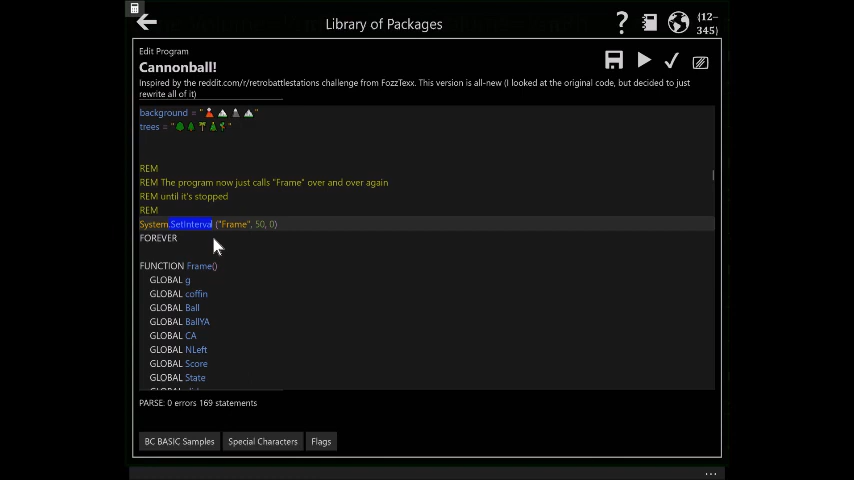 Library of Packages
?
(12-
345)
Edit Program
Cannonball!
Inspired by the reddit.com/r/retrobattlestations challenge from FozzTexx. This version is all-new (I looked at the original code, but decided to just
rewrite all of it)
background = "🌋 🏔 🗻 🏔"
trees = "🌳🌲🌴🎄🌾"
REM
REM The program now just calls "Frame" over and over again
REM until it's stopped
REM
System.SetInterval ("Frame", 50, 0)
FOREVER
FUNCTION Frame()
GLOBAL g
GLOBAL coffin
GLOBAL Ball
GLOBAL BallYA
GLOBAL CA
GLOBAL NLeft
GLOBAL Score
GLOBAL State
GLOBAL
PARSE: 0 errors 169 statements
BC BASIC Samples Special Characters Flags
...